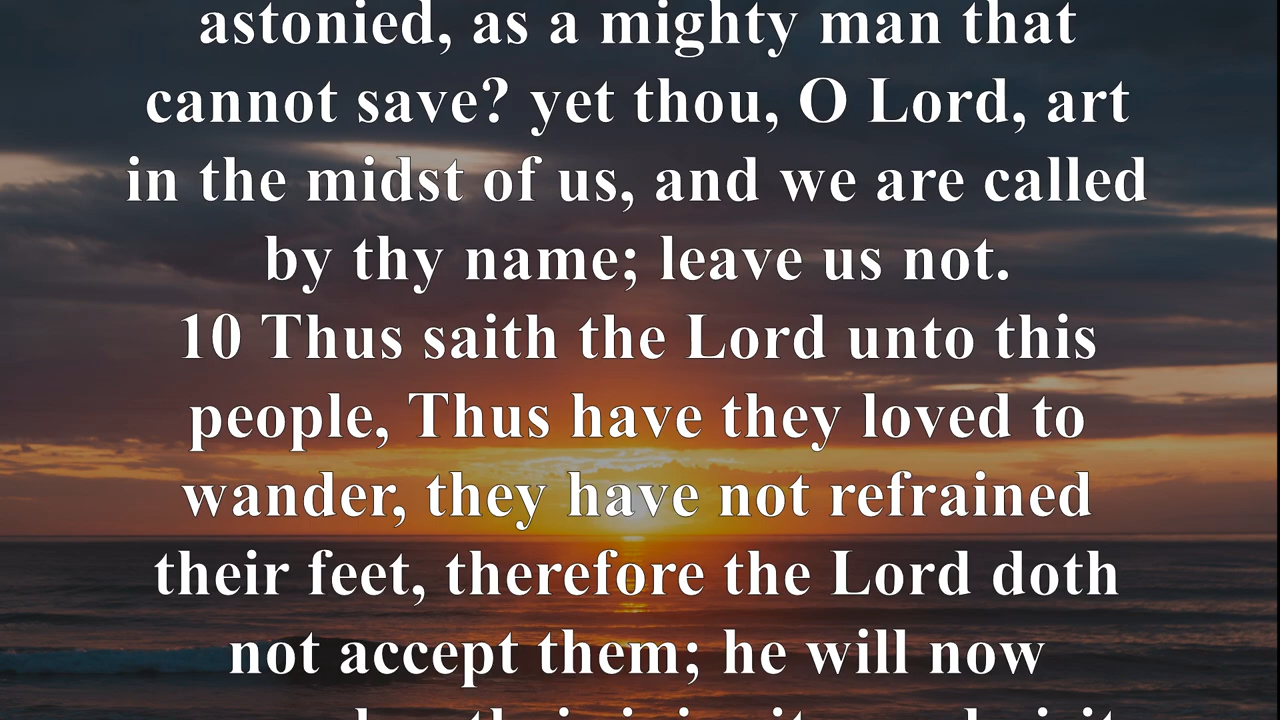 astonied, as a mighty man that
cannot save? yet thou, O Lord, art
in the midst of us, and we are called
by thy name; leave us not.
10 Thus saith the Lord unto this
people, Thus have they loved to
wander, they have not refrained
their feet, therefore the Lord doth
not accept them; he will now